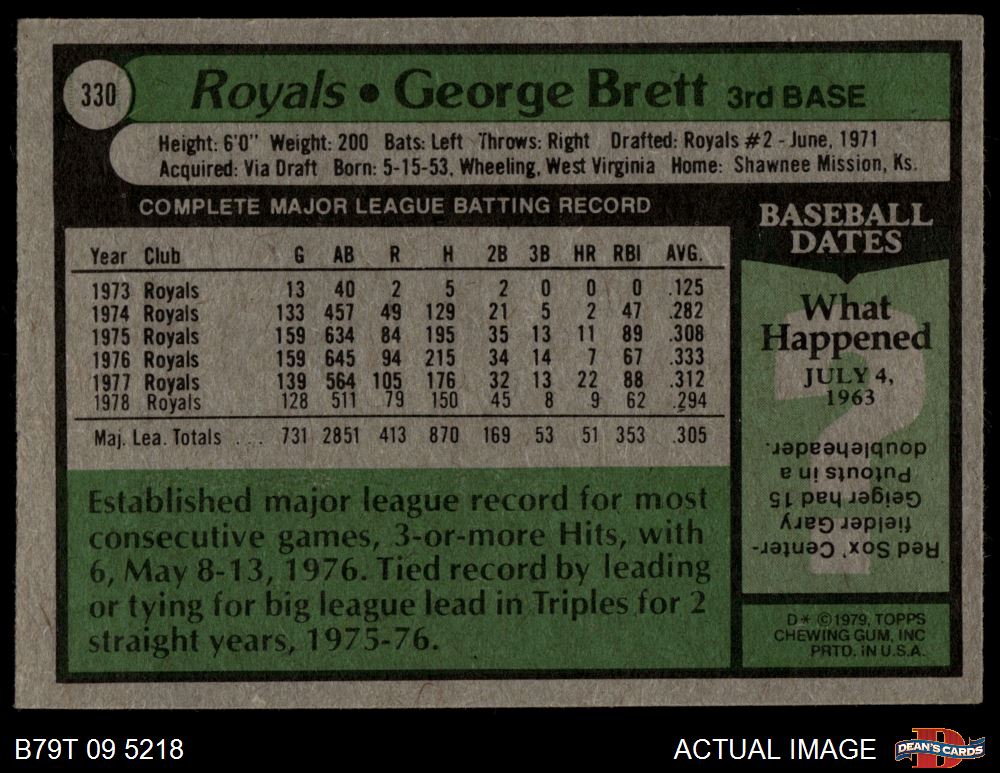 330
Royals • George Brett 3rd BASE
Height: 6'0" Weight: 200 Bats: Left Throws: Right Drafted: Royals #2 - June, 1971
Acquired: Via Draft Born: 5-15-53, Wheeling, West Virginia Home: Shawnee Mission, Ks.
COMPLETE MAJOR LEAGUE BATTING RECORD
Year Club G AB R H 2B 3B HR RBI AVG.
1973 Royals 13 40 2 5 2 0 0 0 .125
1974 Royals 133 457 49 129 21 5 2 47 .282
1975 Royals 159 634 84 195 35 13 11 89 .308
1976 Royals 159 645 94 215 34 14 7 67 .333
1977 Royals 139 564 105 176 32 13 22 88 .312
1978 Royals 128 511 79 150 45 8 9 62 .294
Maj. Lea. Totals ... 731 2851 413 870 169 53 51 353 .305
Established major league record for most
consecutive games, 3-or-more Hits, with
6, May 8-13, 1976. Tied record by leading
or tying for big league lead in Triples for 2
straight years, 1975-76.
BASEBALL
DATES
What
Happened
JULY 4,
1963
?
Red Sox' Center-
fielder Gary
Geiger had 15
Putouts in a
doubleheader.
D* ©1979, TOPPS
CHEWING GUM, INC
PRTD. IN U.S.A.
B79T 09 5218
ACTUAL IMAGE
D
DEAN'S CARDS